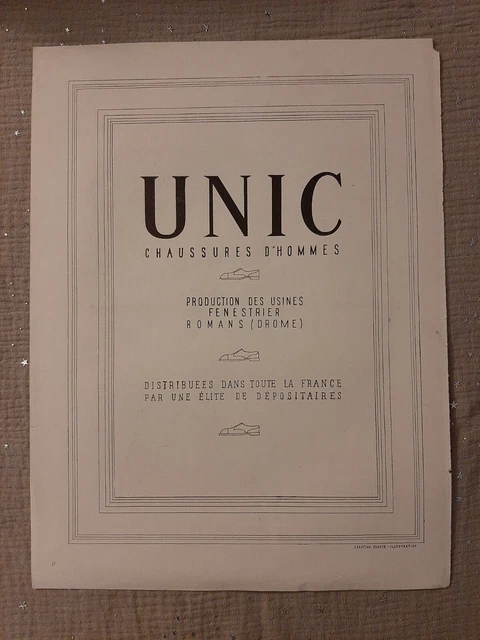 UNIC
CHAUSSURES D'HOMMES
PRODUCTION DES USINES
FENESTRIER
ROMANS (DROME)
DISTRIBUEES DANS TOUTE LA FRANCE
PAR UNE ÉLITE DE DÉPOSITAIRES